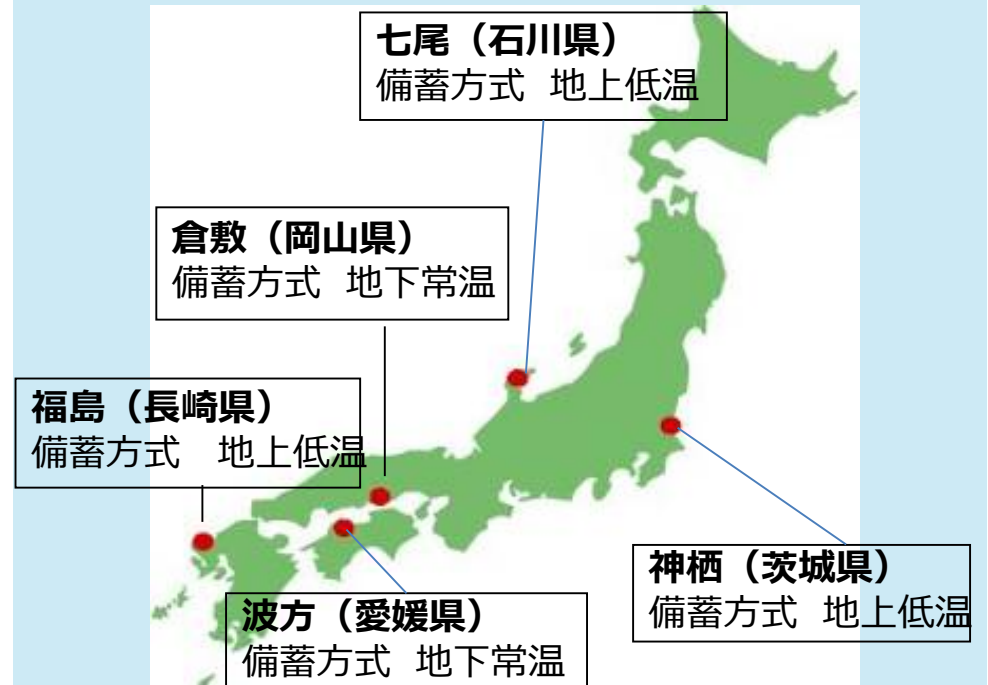 七尾（石川県）
備蓄方式 地上低温
倉敷（岡山県）
備蓄方式 地下常温
福島（長崎県）
備蓄方式　地上低温
神栖（茨城県）
備蓄方式 地上低温
波方（愛媛県）
備蓄方式 地下常温